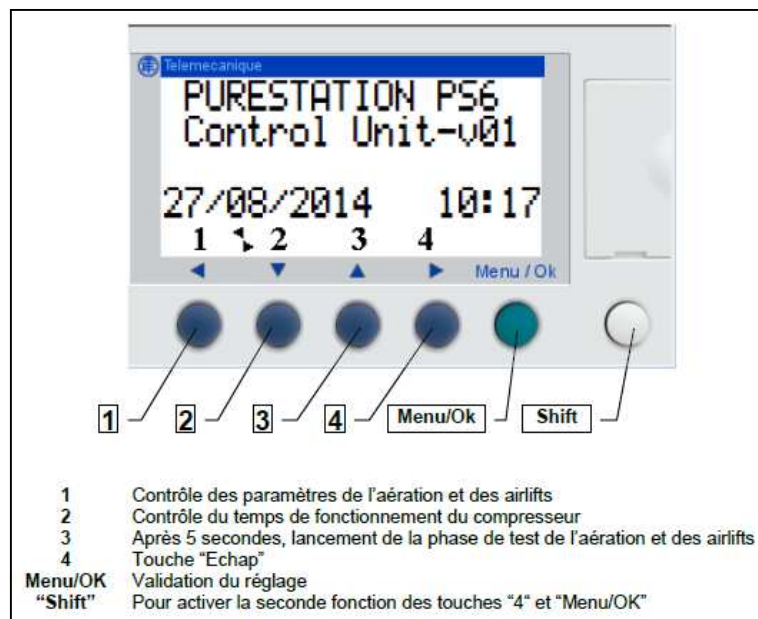 Telemecanique
PURESTATION PS6
Control Unit-v01
27/08/2014 10:17
1 2 3 4
Menu / Ok
1 2 3 4 Menu/Ok Shift
1 Contrôle des paramètres de l'aération et des airlifts
2 Contrôle du temps de fonctionnement du compresseur
3 Après 5 secondes, lancement de la phase de test de l'aération et des airlifts
4 Touche "Echap"
Menu/OK Validation du réglage
"Shift" Pour activer la seconde fonction des touches "4" et "Menu/OK"